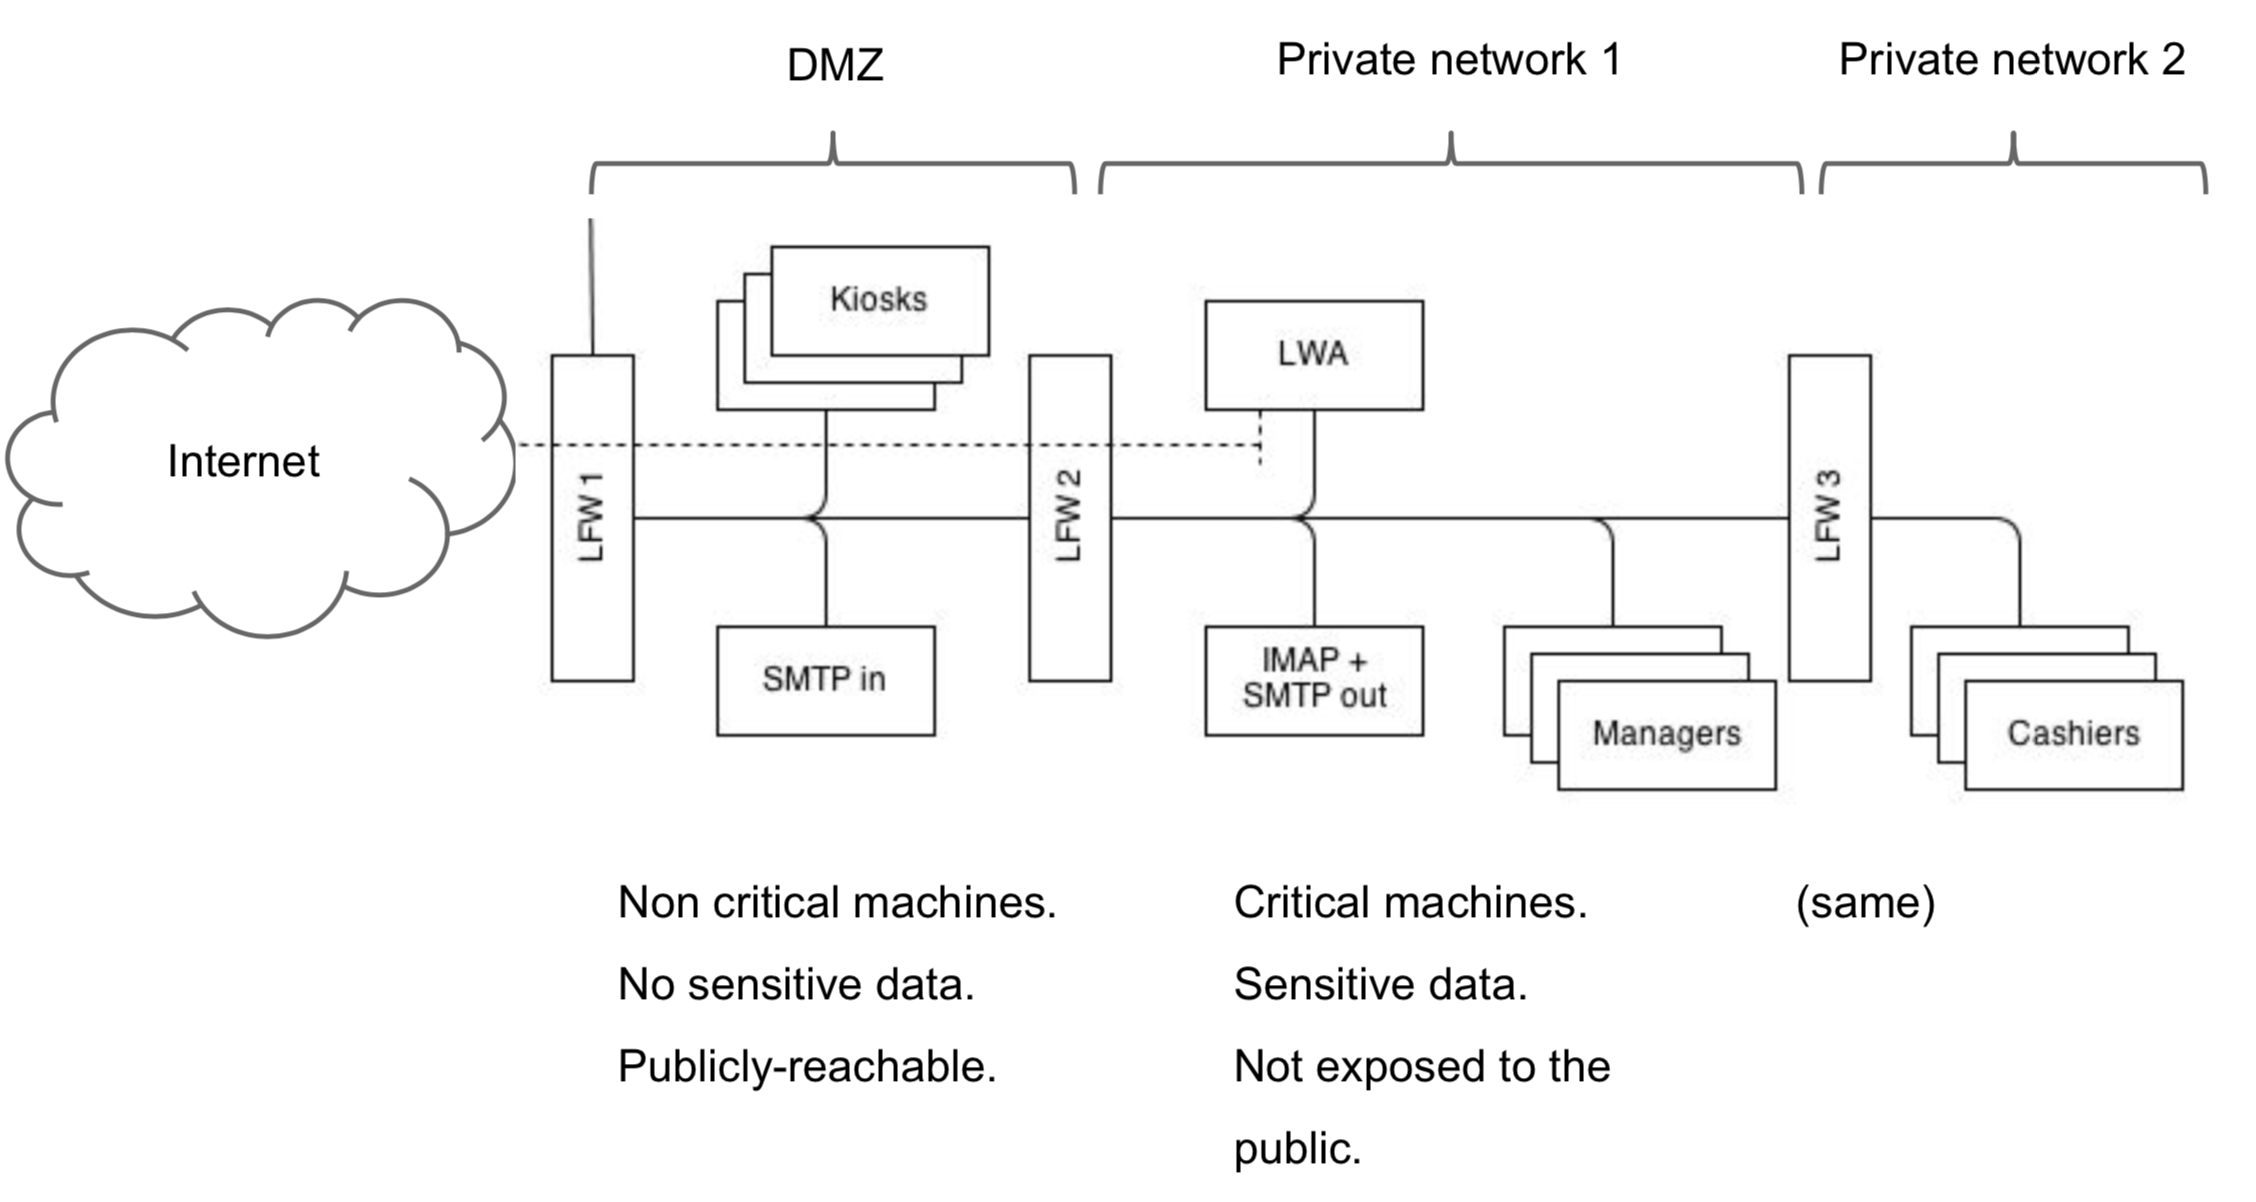 DMZ
Private network 1
Private network 2
Kiosks
LWA
Internet
LFW 1
LFW 2
LFW 3
SMTP in
IMAP +
SMTP out
Managers
Cashiers
Non critical machines.
Critical machines.
(same)
No sensitive data.
Sensitive data.
Publicly-reachable.
Not exposed to the
public.